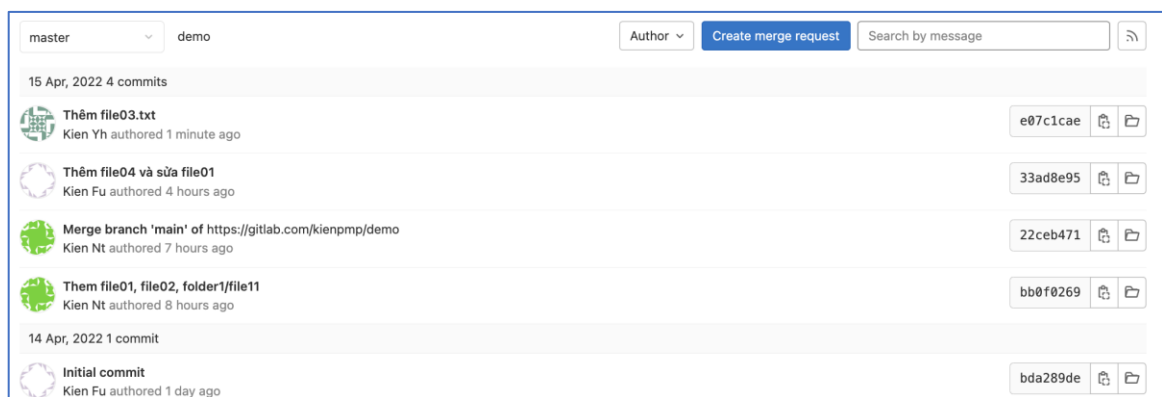 master demo Author Create merge request Search by message
15 Apr, 2022 4 commits
Thêm file03.txt
Kien Yh authored 1 minute ago
e07c1cae
Thêm file04 và sửa file01
Kien Fu authored 4 hours ago
33ad8e95
Merge branch 'main' of https://gitlab.com/kienpmp/demo
Kien Nt authored 7 hours ago
22ceb471
Them file01, file02, folder1/file11
Kien Nt authored 8 hours ago
bb0f0269
14 Apr, 2022 1 commit
Initial commit
Kien Fu authored 1 day ago
bda289de